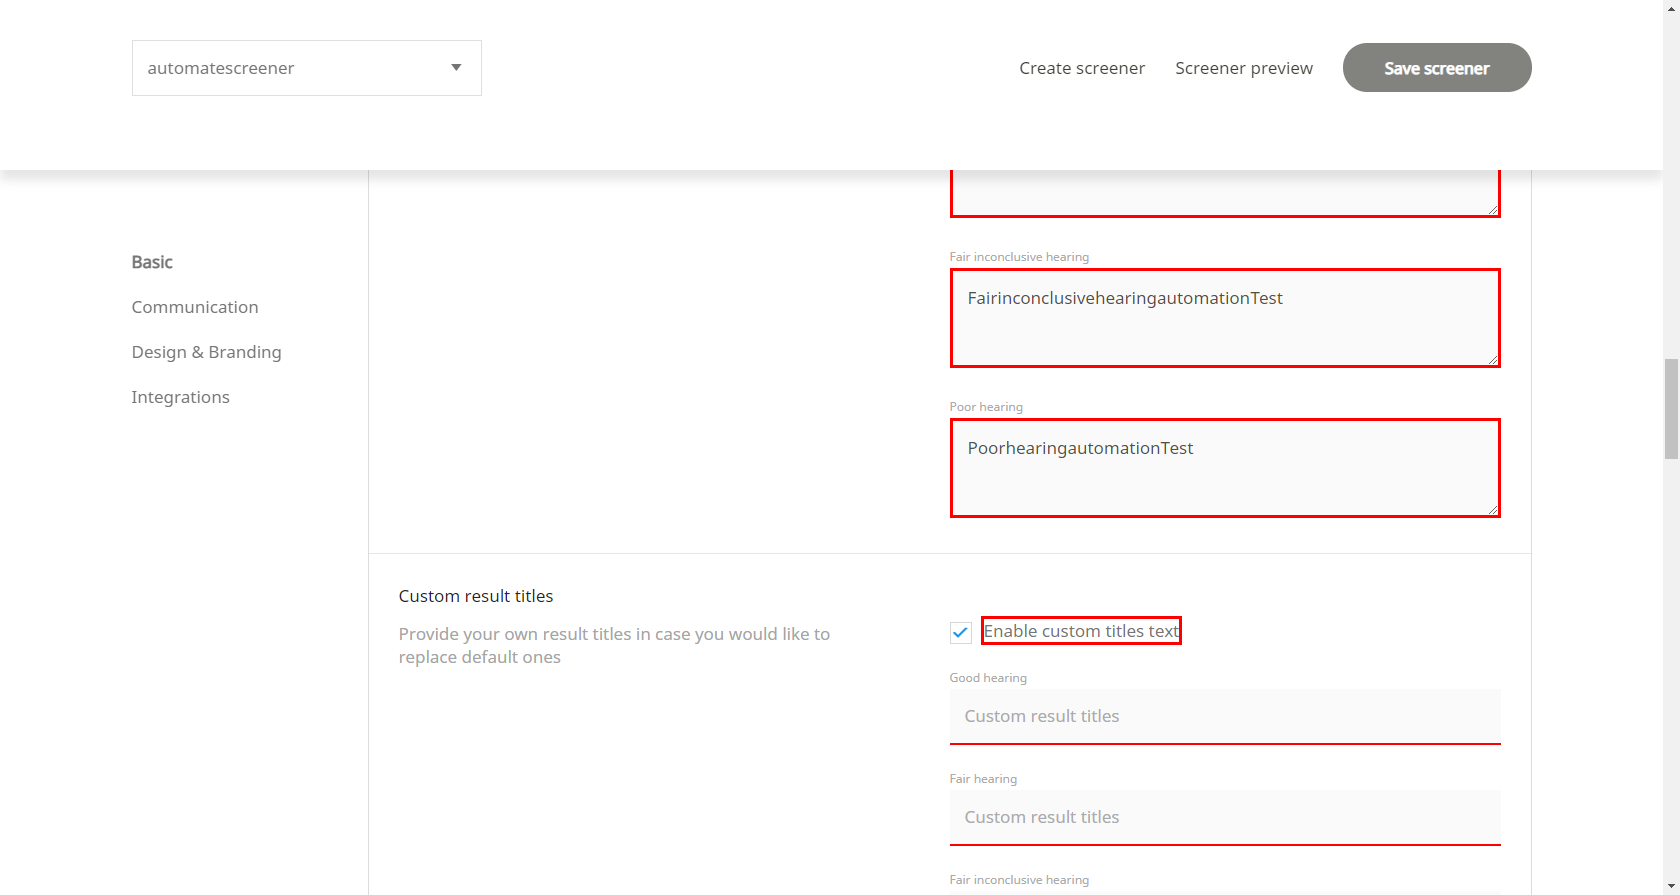 automatescreener
Create screener
Screener preview
Save screener
Basic
Communication
Design & Branding
Integrations
Fair inconclusive hearing
FairinconclusivehearingautomationTest
Poor hearing
PoorhearingautomationTest
Custom result titles
Provide your own result titles in case you would like to
replace default ones
Enable custom titles text
Good hearing
Custom result titles
Fair hearing
Custom result titles
Fair inconclusive hearing